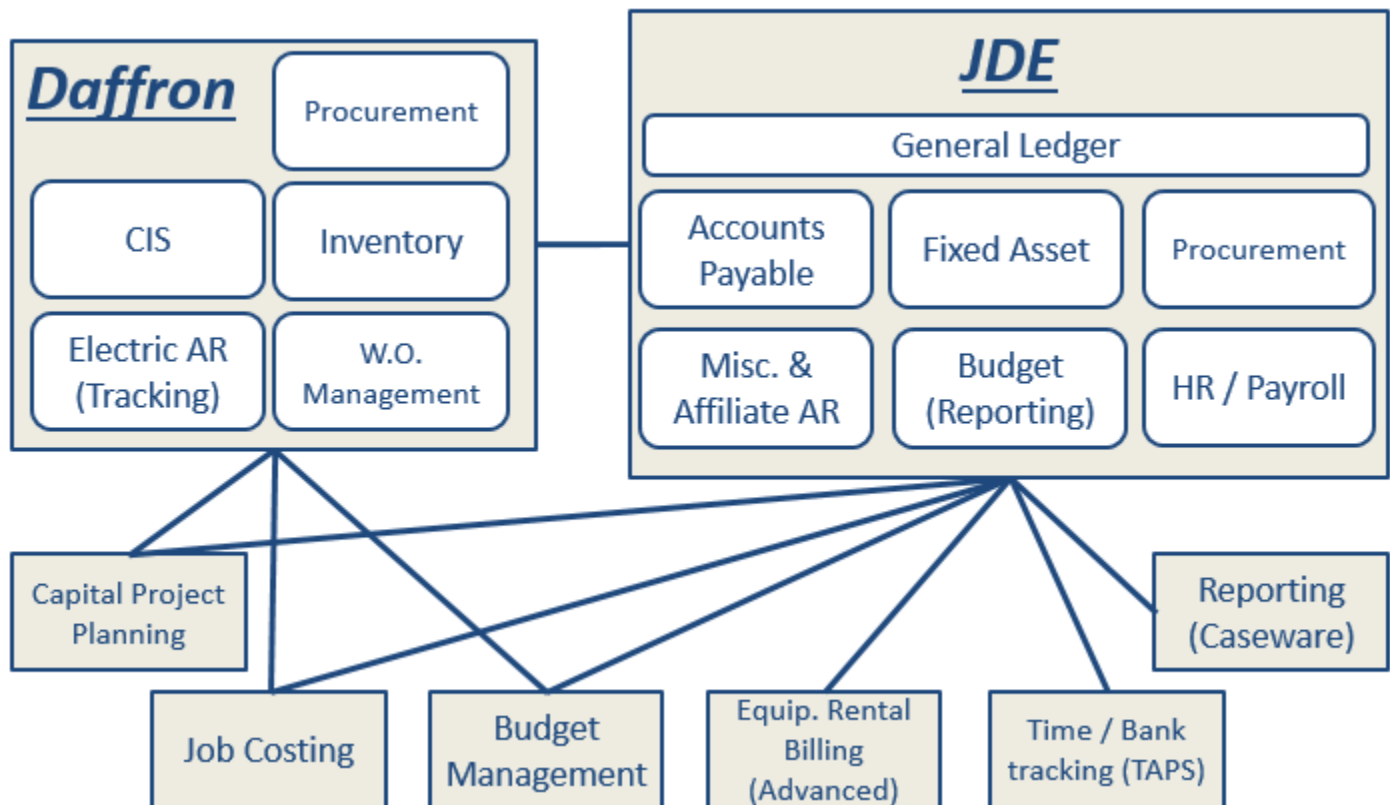 Daffron
Procurement
CIS
Inventory
Electric AR
(Tracking)
W.O.
Management
JDE
General Ledger
Accounts
Payable
Fixed Asset
Procurement
Misc. &
Affiliate AR
Budget
(Reporting)
HR / Payroll
Capital Project
Planning
Job Costing
Budget
Management
Equip. Rental
Billing
(Advanced)
Time / Bank
tracking (TAPS)
Reporting
(Caseware)